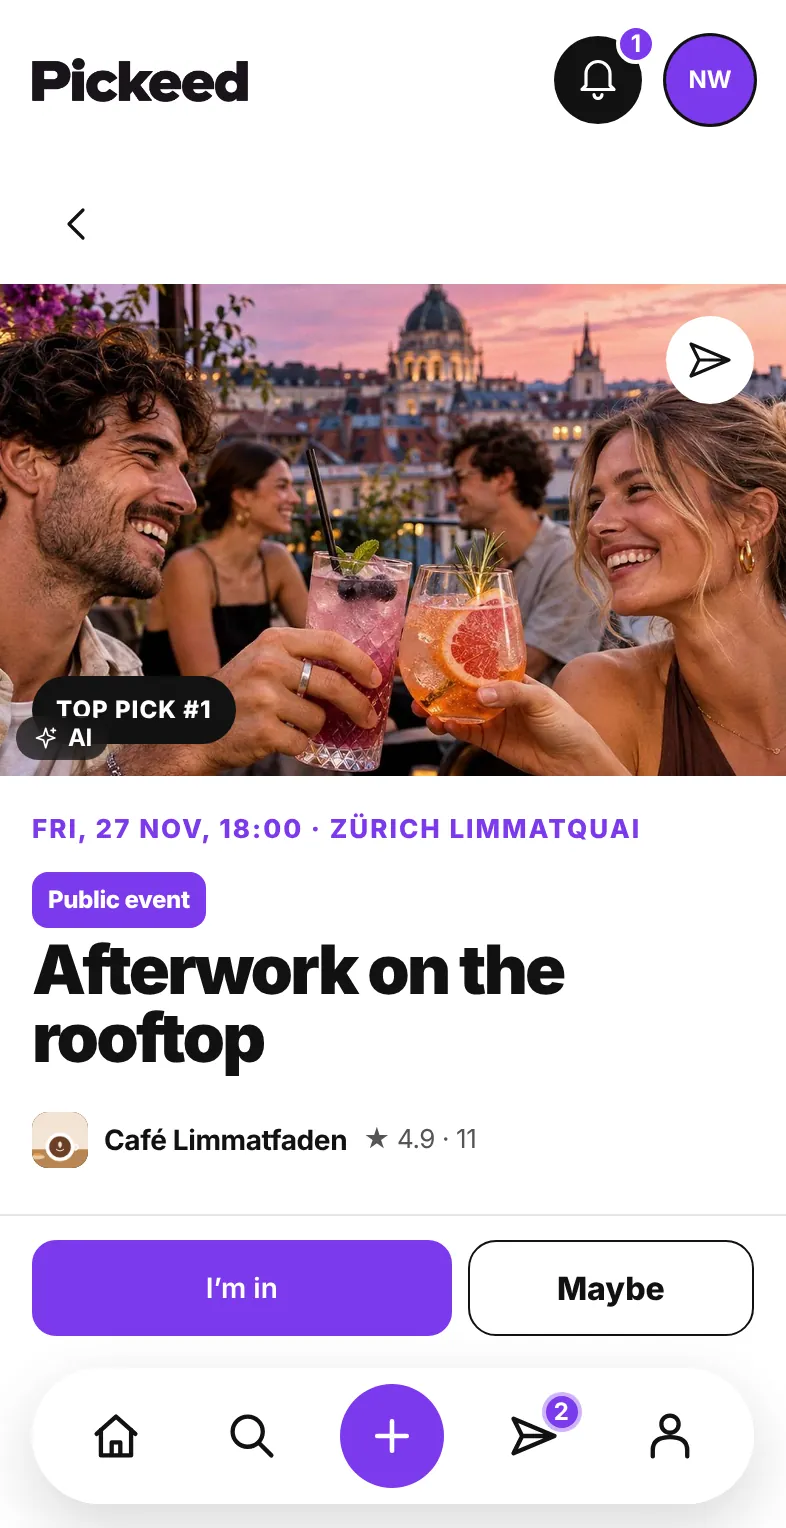 Pickeed
1
NW
TOP PICK #1
AI
FRI, 27 NOV, 18:00 · ZÜRICH LIMMATQUAI
Public event
Afterwork on the
rooftop
Café Limmatfaden ★ 4.9 · 11
I’m in
Maybe
2